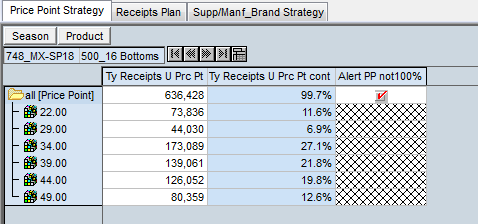 Price Point Strategy Receipts Plan Supp/Manf_Brand Strategy
Season Product
748_MX-SP18 500_16 Bottoms
Ty Receipts U Prc Pt Ty Receipts U Prc Pt cont Alert PP not100%
all [Price Point] 636,428 99.7%
22.00 73,836 11.6%
29.00 44,030 6.9%
34.00 173,089 27.1%
39.00 139,061 21.8%
44.00 126,052 19.8%
49.00 80,359 12.6%